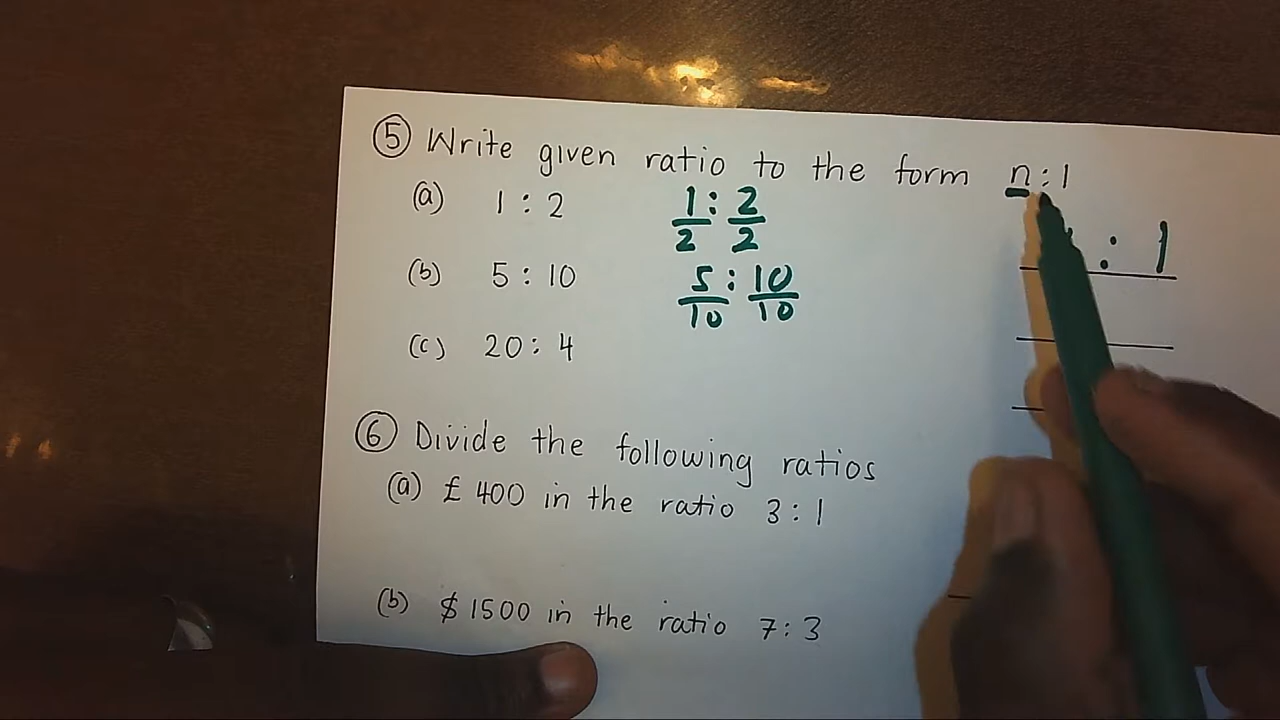 ⑤ Write given ratio to the form n:1
(a) 1 : 2 1/2 : 2/2
: 1
(b) 5 : 10 5/10 : 10/10
(c) 20 : 4
⑥ Divide the following ratios
(a) £ 400 in the ratio 3 : 1
(b) $ 1500 in the ratio 7 : 3